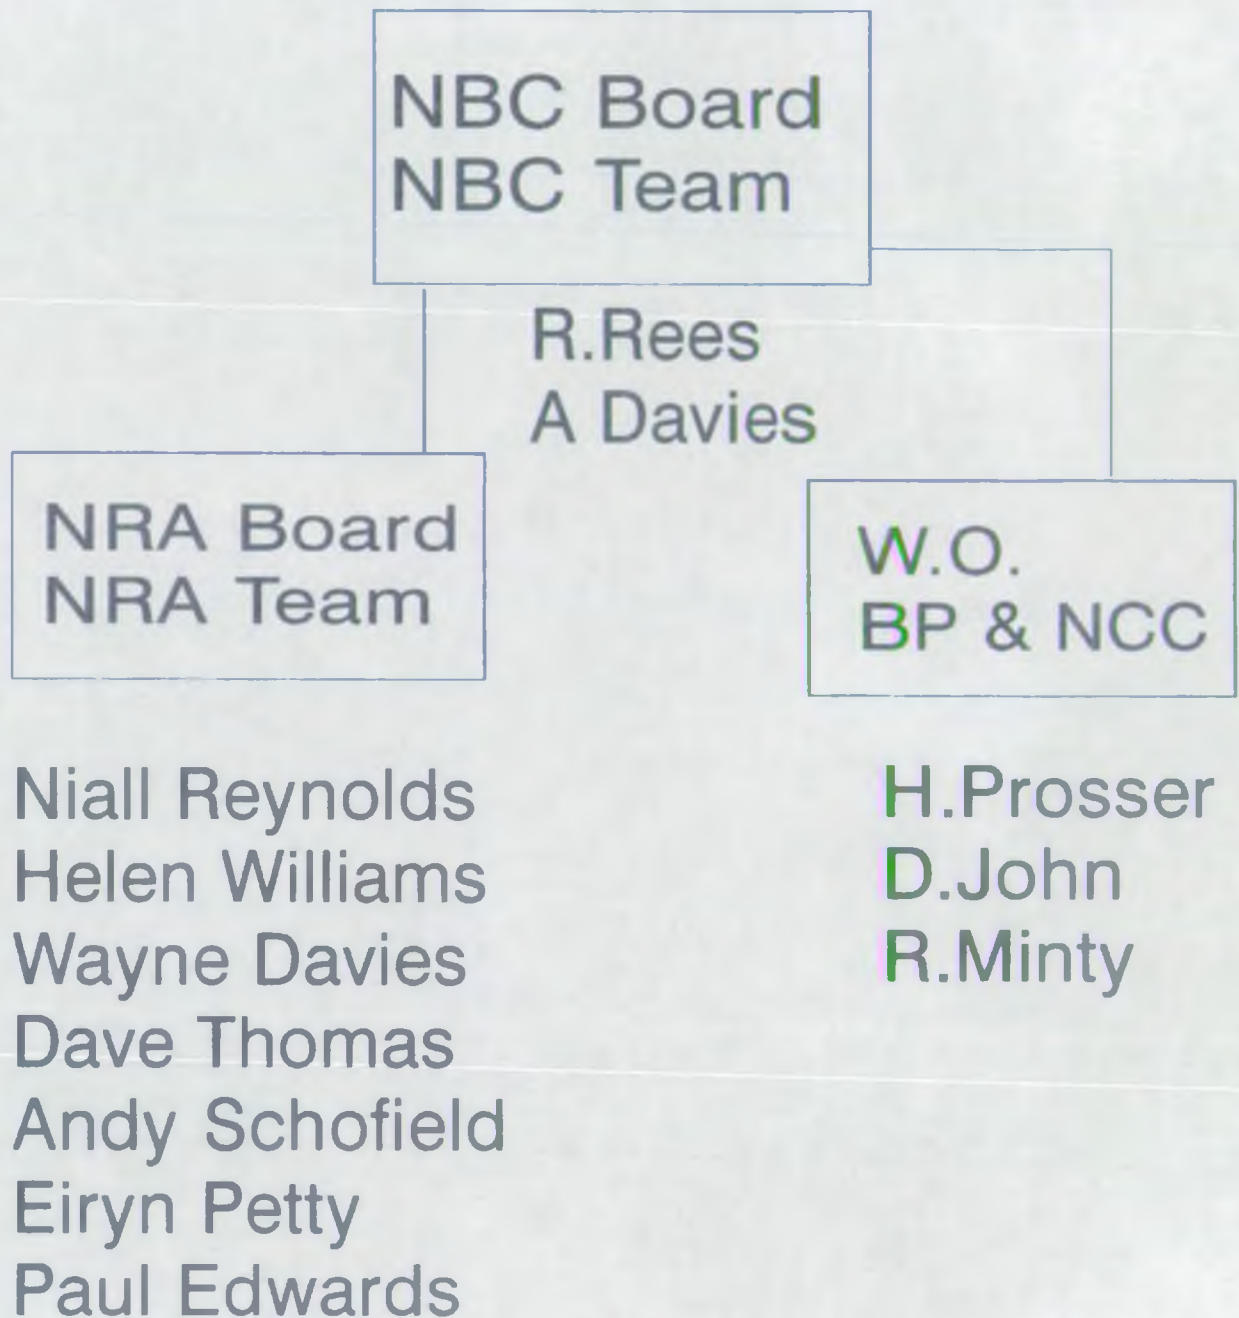 NBC Board
NBC Team
R.Rees
A Davies
NRA Board
NRA Team
W.O.
BP & NCC
Niall Reynolds
Helen Williams
Wayne Davies
Dave Thomas
Andy Schofield
Eiryn Petty
Paul Edwards
H.Prosser
D.John
R.Minty